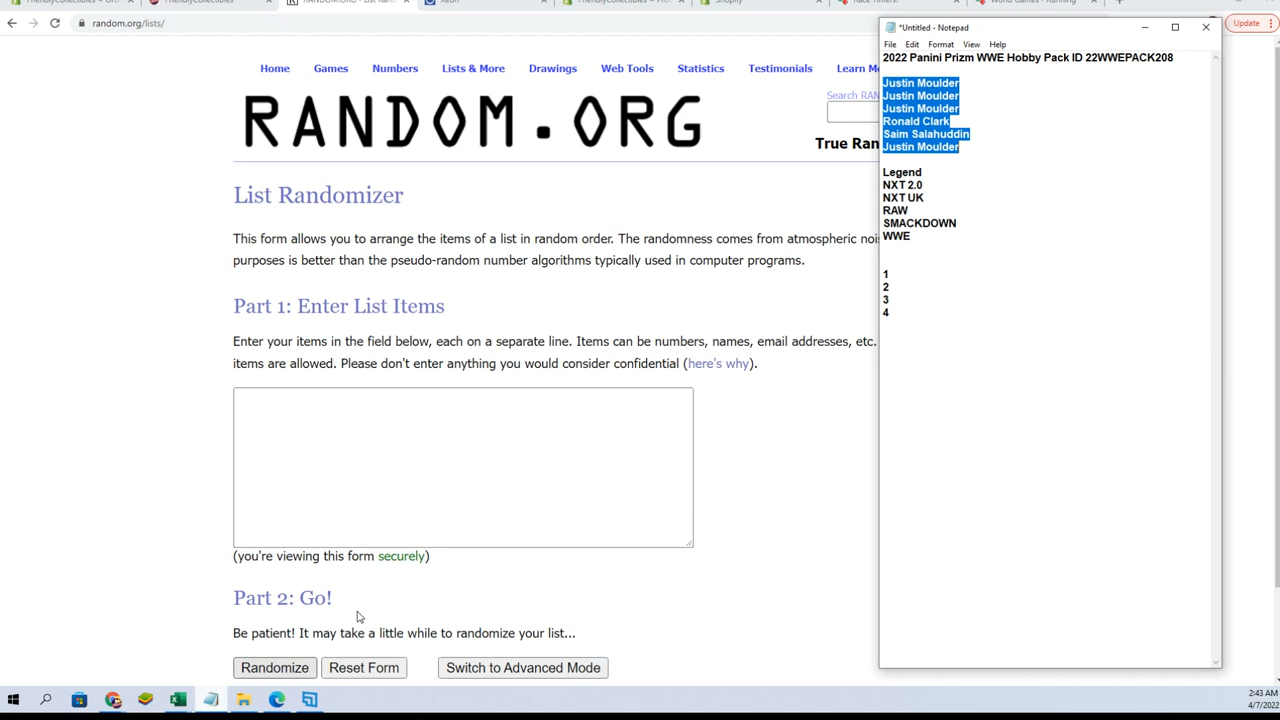 FriendlyCollectibles
random.org/lists/
Update
Home
Games
Numbers
Lists & More
Drawings
Web Tools
Statistics
Testimonials
Learn Mo
Search RAN
RANDOM.ORG
True Ran
List Randomizer
This form allows you to arrange the items of a list in random order. The randomness comes from atmospheric noi
purposes is better than the pseudo-random number algorithms typically used in computer programs.
Part 1: Enter List Items
Enter your items in the field below, each on a separate line. Items can be numbers, names, email addresses, etc.
items are allowed. Please don't enter anything you would consider confidential (here's why).
(you're viewing this form securely)
Part 2: Go!
Be patient! It may take a little while to randomize your list...
Randomize
Reset Form
Switch to Advanced Mode
*Untitled - Notepad
File Edit Format View Help
2022 Panini Prizm WWE Hobby Pack ID 22WWEPACK208
Justin Moulder
Justin Moulder
Justin Moulder
Ronald Clark
Saim Salahuddin
Justin Moulder
Legend
NXT 2.0
NXT UK
RAW
SMACKDOWN
WWE
1
2
3
4
2:43 AM
4/7/2022